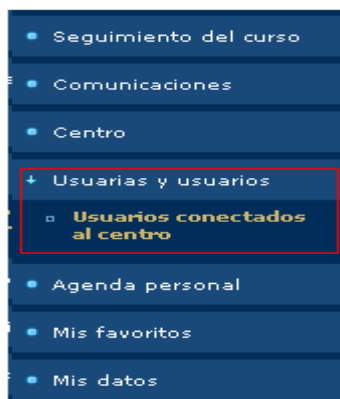 Seguimiento del curso
Comunicaciones
Centro
Usuarias y usuarios
Usuarios conectados
al centro
Agenda personal
Mis favoritos
Mis datos